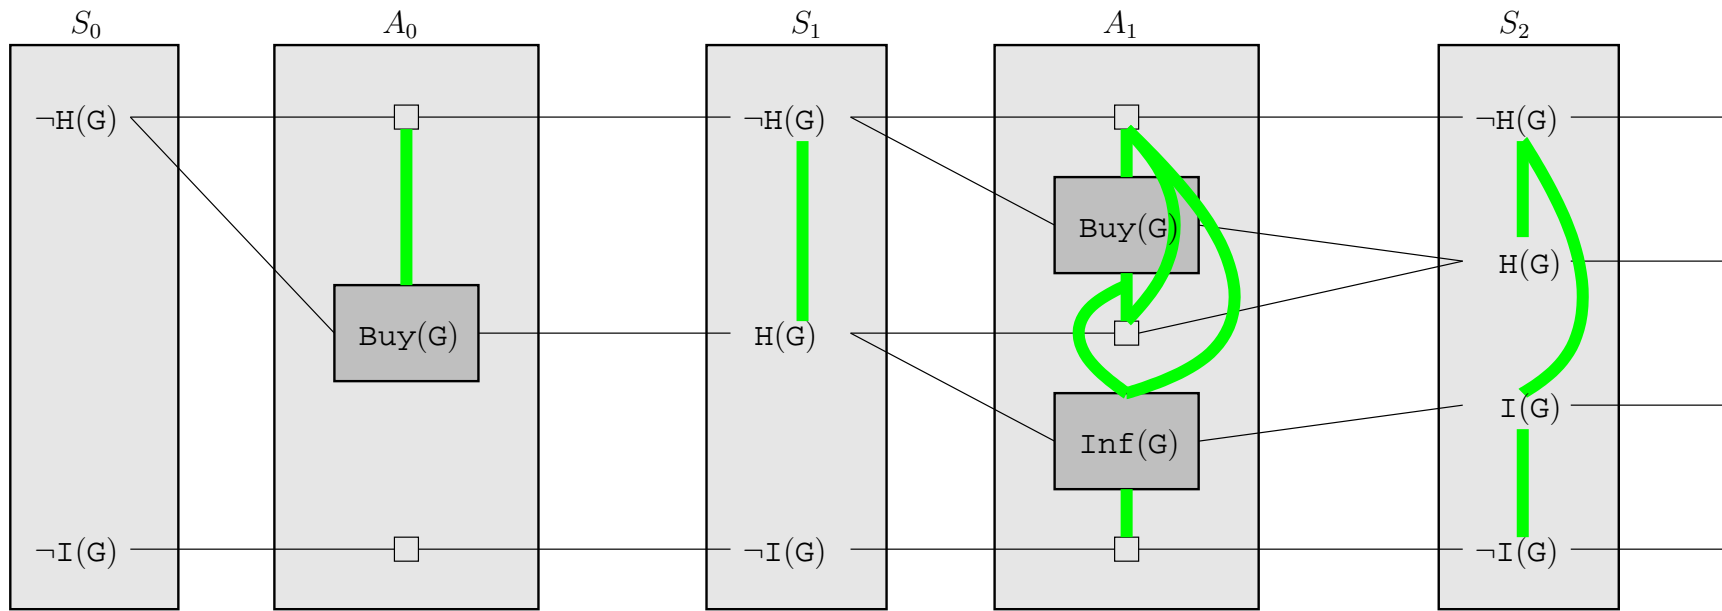 S₀ A₀ S₁ A₁ S₂
¬H(G) ¬H(G) ¬H(G)
Buy(G)
H(G)
Buy(G) H(G)
I(G)
Inf(G)
¬I(G) ¬I(G) ¬I(G)